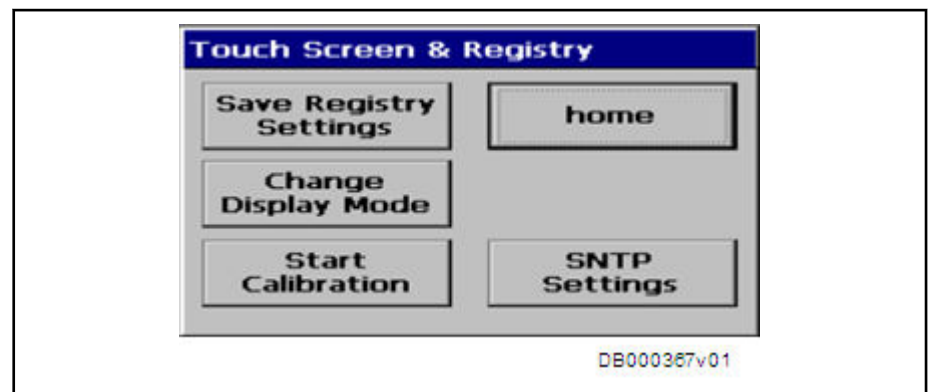 Touch Screen & Registry
Save Registry
Settings
home
Change
Display Mode
Start
Calibration
SNTP
Settings
DB000367v01